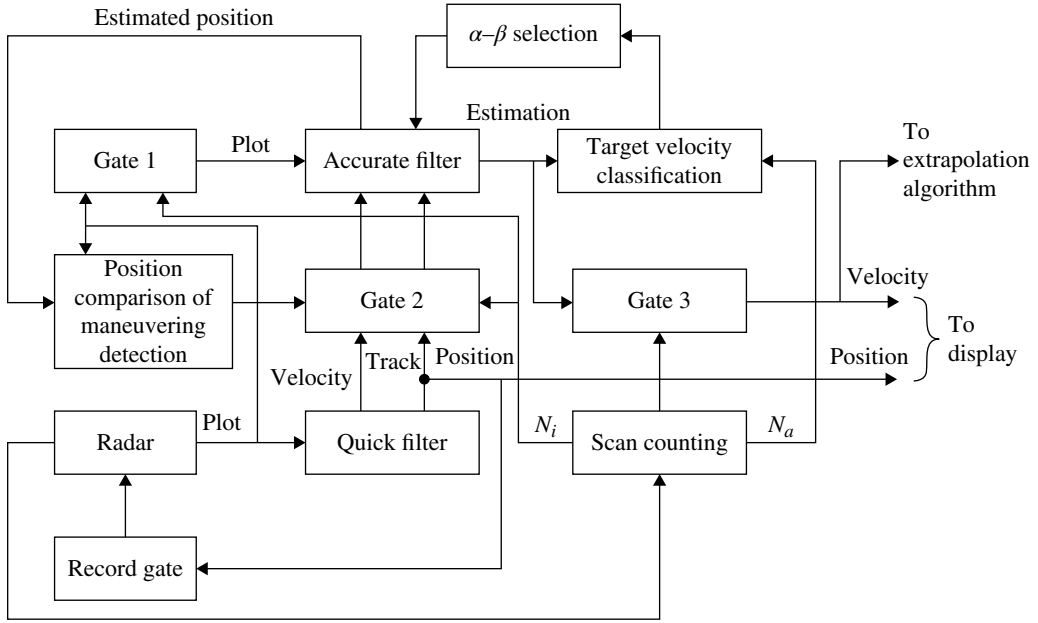 Estimated position
α–β selection
Estimation
To
extrapolation
algorithm
Gate 1
Plot
Accurate filter
Target velocity
classification
Position
comparison of
maneuvering
detection
Gate 2
Gate 3
Velocity
To
display
Velocity
Track
Position
Position
Radar
Plot
Quick filter
Nᵢ
Scan counting
Nₐ
Record gate